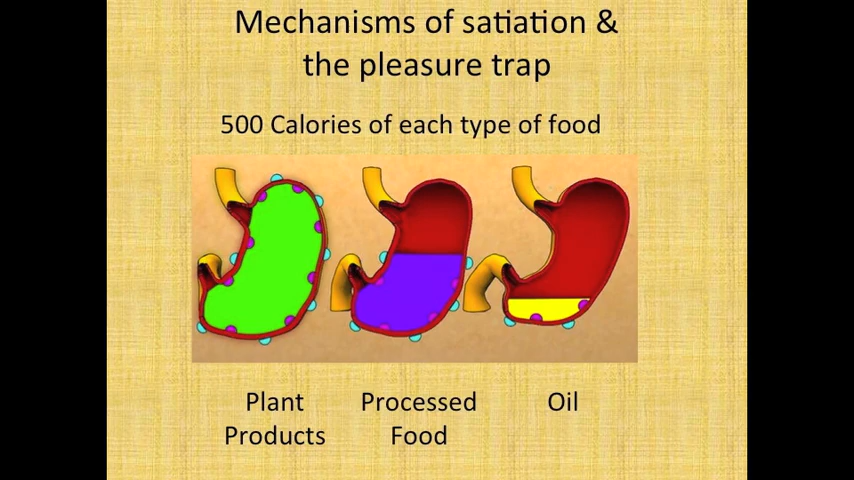 Mechanisms of satiation &
the pleasure trap
500 Calories of each type of food
Plant
Products
Processed
Food
Oil